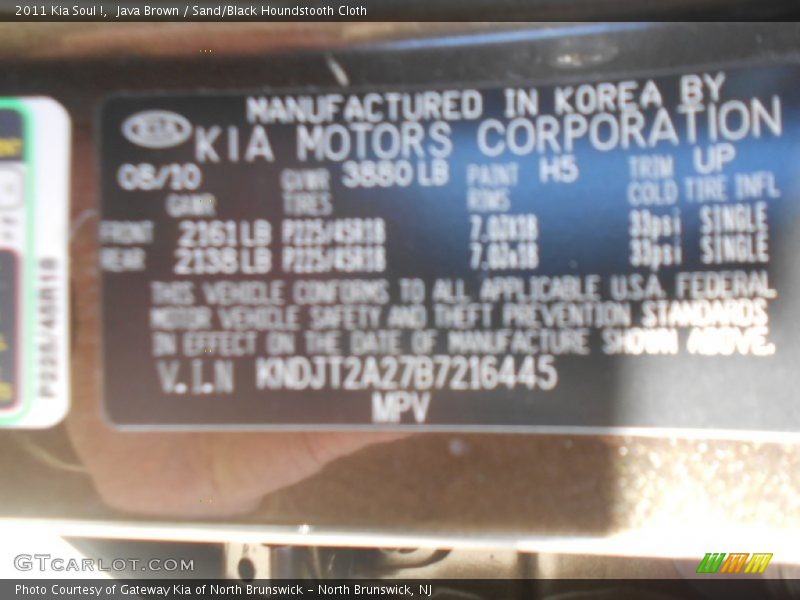 2011 Kia Soul !, Java Brown / Sand/Black Houndstooth Cloth
MANUFACTURED IN KOREA BY
KIA KIA MOTORS CORPORATION
08/10 GVWR 3880 LB PAINT H5 TRIM UP
GAWR TIRES RIMS COLD TIRE INFL
FRONT 2161 LB P225/45R18 7.0Jx18 33psi SINGLE
REAR 2138 LB P225/45R18 7.0Jx18 33psi SINGLE
THIS VEHICLE CONFORMS TO ALL APPLICABLE U.S.A. FEDERAL
MOTOR VEHICLE SAFETY AND THEFT PREVENTION STANDARDS
IN EFFECT ON THE DATE OF MANUFACTURE SHOWN ABOVE.
V.I.N KNDJT2A27B7216445
MPV
P225/45R18
GTCARLOT.COM
Photo Courtesy of Gateway Kia of North Brunswick – North Brunswick, NJ